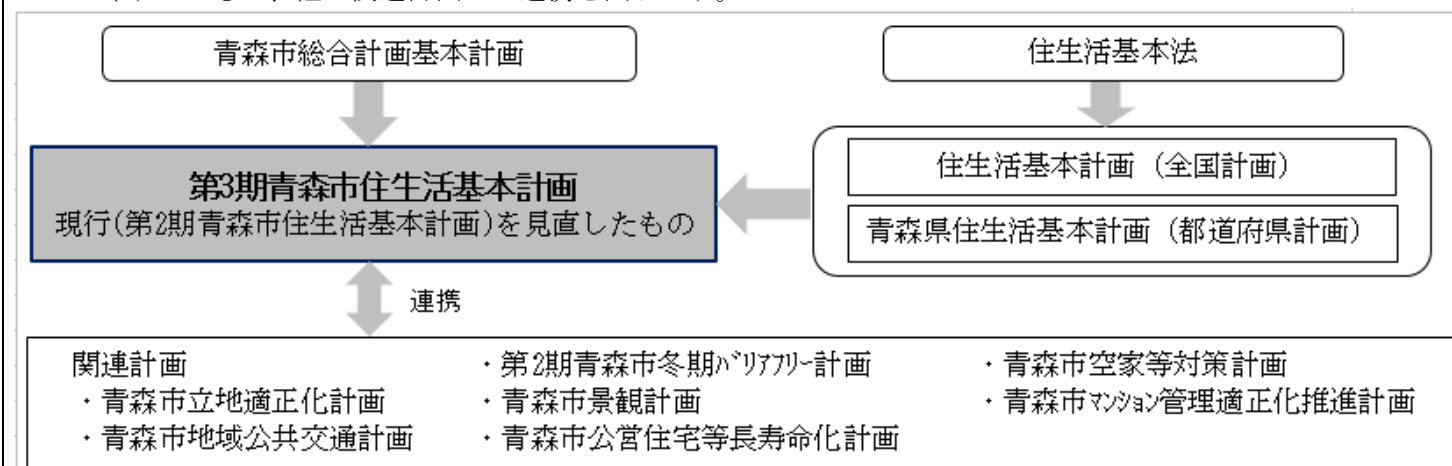 青森市総合計画基本計画
住生活基本法
第3期青森市住生活基本計画
現行(第2期青森市住生活基本計画)を見直したもの
住生活基本計画（全国計画）
青森県住生活基本計画（都道府県計画）
連携
関連計画
・青森市立地適正化計画
・青森市地域公共交通計画
・第2期青森市冬期ﾊﾞﾘｱﾌﾘｰ計画
・青森市景観計画
・青森市公営住宅等長寿命化計画
・青森市空家等対策計画
・青森市ﾏﾝｼｮﾝ管理適正化推進計画